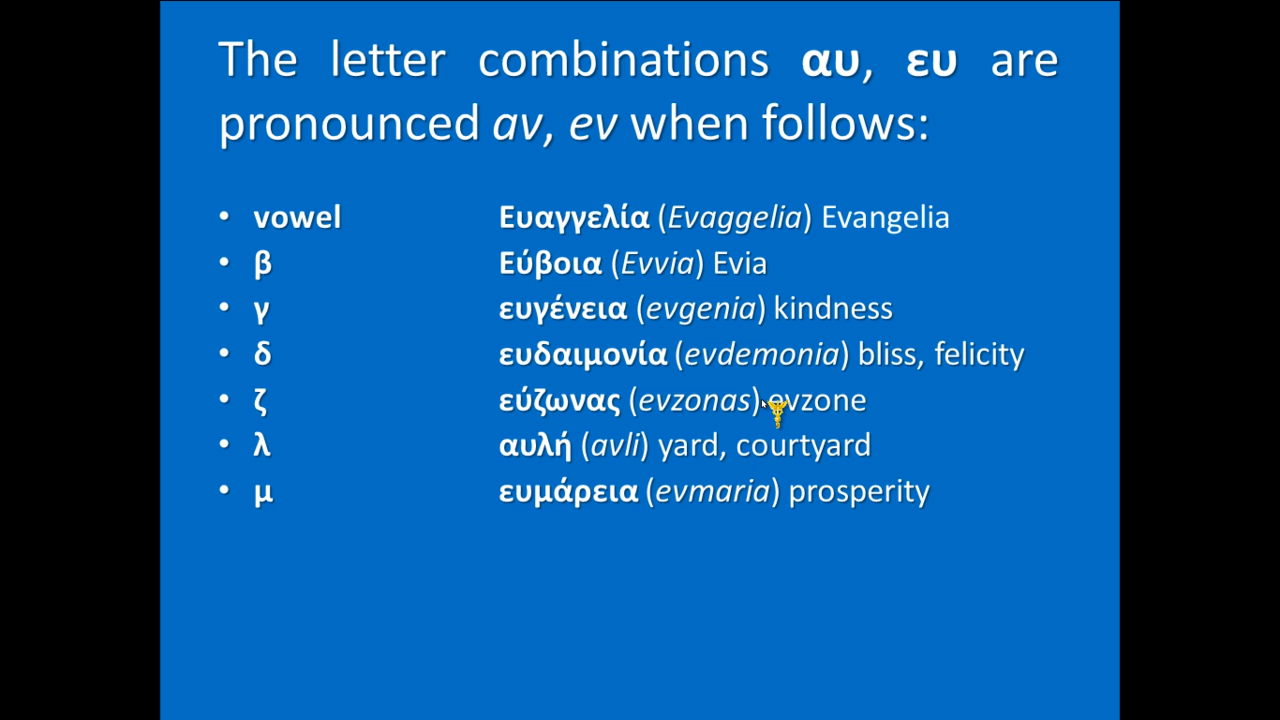 The letter combinations αυ, ευ are
pronounced av, ev when follows:
• vowel Ευαγγελία (Evaggelia) Evangelia
• β Εύβοια (Evvia) Evia
• γ ευγένεια (evgenia) kindness
• δ ευδαιμονία (evdemonia) bliss, felicity
• ζ εύζωνας (evzonas) evzone
• λ αυλή (avli) yard, courtyard
• μ ευμάρεια (evmaria) prosperity